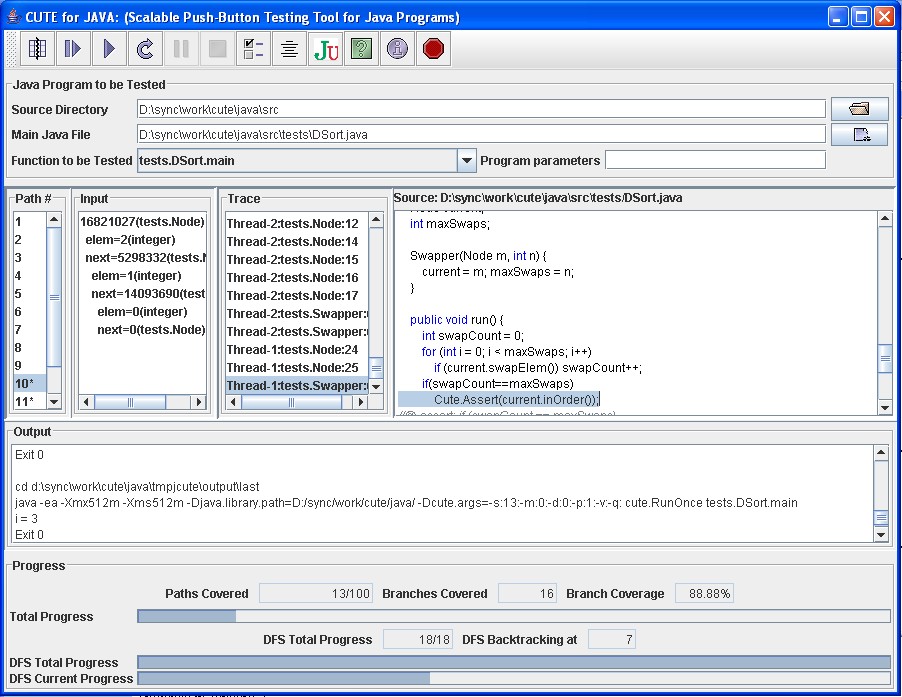 CUTE for JAVA: (Scalable Push-Button Testing Tool for Java Programs)
Ju
Java Program to be Tested
Source Directory D:\sync\work\cute\java\src
Main Java File D:\sync\work\cute\java\src\tests\DSort.java
Function to be Tested tests.DSort.main Program parameters
Path #
1
2
3
4
5
6
7
8
9
10*
11*
Input
16821027(tests.Node)
elem=2(integer)
next=5298332(tests.N
elem=1(integer)
next=14093690(test
elem=0(integer)
next=0(tests.Node)
Trace
Thread-2:tests.Node:12
Thread-2:tests.Node:14
Thread-2:tests.Node:15
Thread-2:tests.Node:16
Thread-2:tests.Node:17
Thread-2:tests.Swapper:
Thread-2:tests.Swapper:
Thread-1:tests.Node:24
Thread-1:tests.Node:25
Thread-1:tests.Swapper:
Source: D:\sync\work\cute\java\src\tests\DSort.java
int maxSwaps;
Swapper(Node m, int n) {
current = m; maxSwaps = n;
}
public void run() {
int swapCount = 0;
for (int i = 0; i < maxSwaps; i++)
if (current.swapElem()) swapCount++;
if(swapCount==maxSwaps)
Cute.Assert(current.inOrder());
//@ assert: if (swapCount == maxSwaps)
Output
Exit 0
cd d:\sync\work\cute\java\tmpjcute\output\last
java -ea -Xmx512m -Xms512m -Djava.library.path=D:/sync/work/cute/java/ -Dcute.args=-s:13:-m:0:-d:0:-p:1:-v:-q: cute.RunOnce tests.DSort.main
i = 3
Exit 0
Progress
Paths Covered 13/100 Branches Covered 16 Branch Coverage 88.88%
Total Progress
DFS Total Progress 18/18 DFS Backtracking at 7
DFS Total Progress
DFS Current Progress